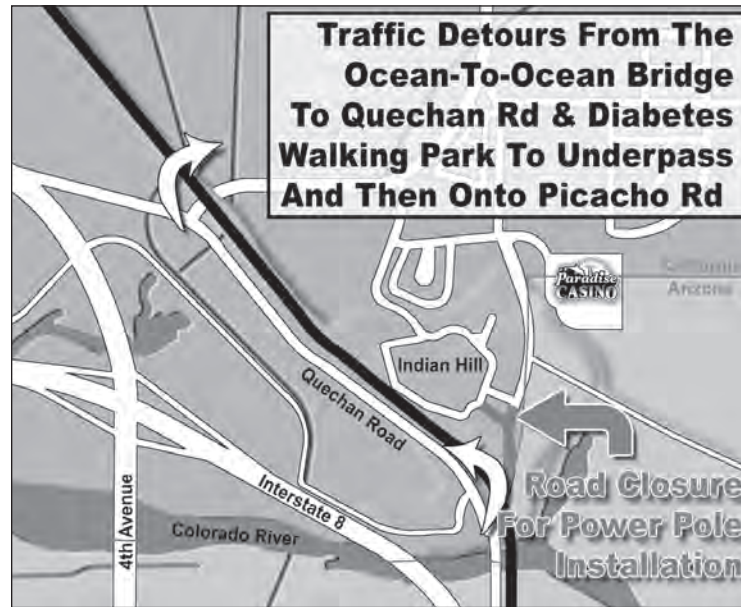 Traffic Detours From The
Ocean-To-Ocean Bridge
To Quechan Rd & Diabetes
Walking Park To Underpass
And Then Onto Picacho Rd
Paradise
CASINO
California
Arizona
Indian Hill
Quechan Road
Road Closure
For Power Pole
Installation
Interstate 8
4th Avenue
Colorado River